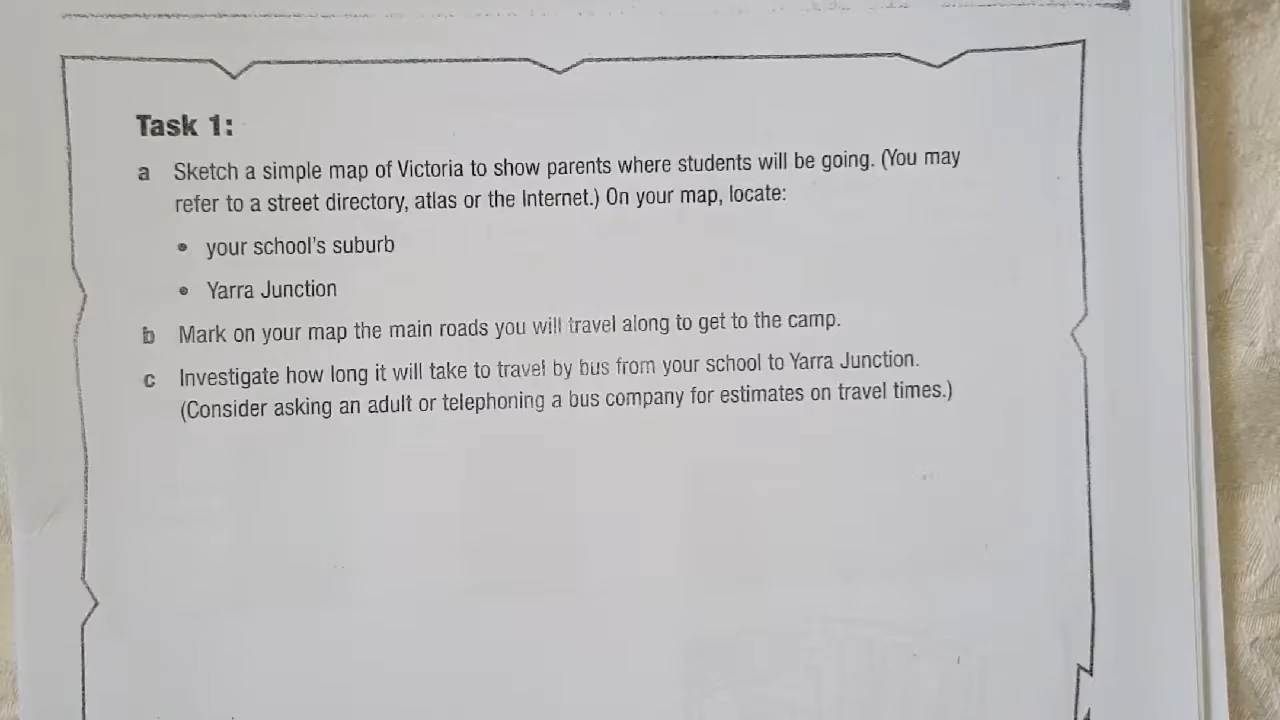 Task 1:
a Sketch a simple map of Victoria to show parents where students will be going. (You may
refer to a street directory, atlas or the Internet.) On your map, locate:
• your school's suburb
• Yarra Junction
b Mark on your map the main roads you will travel along to get to the camp.
c Investigate how long it will take to travel by bus from your school to Yarra Junction.
(Consider asking an adult or telephoning a bus company for estimates on travel times.)